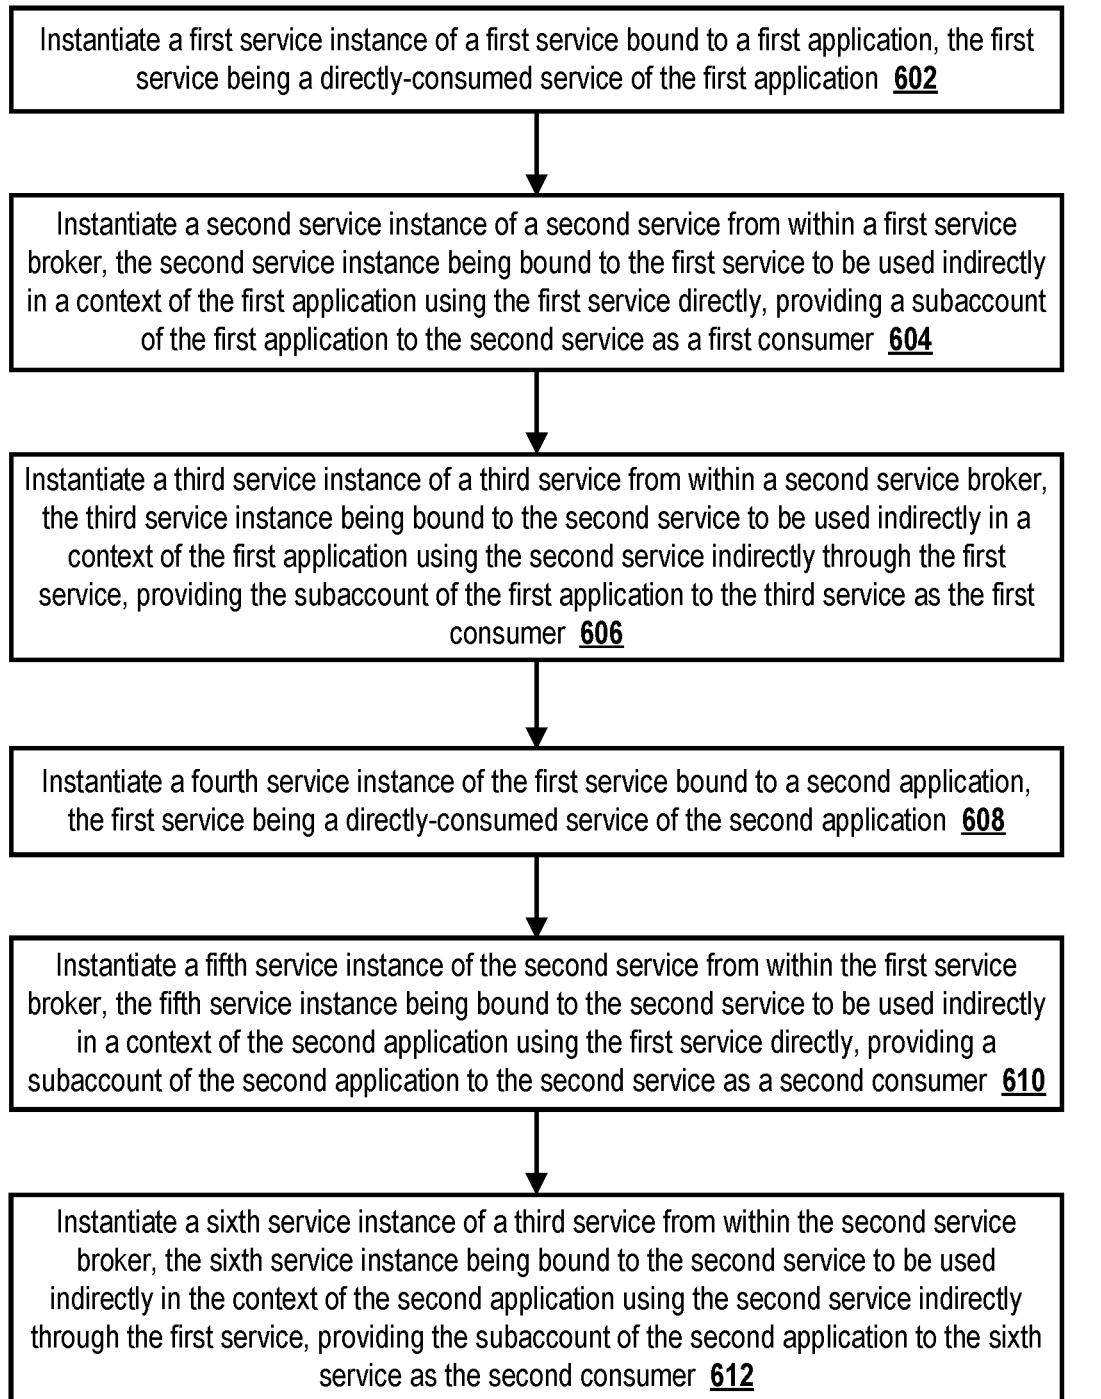 Instantiate a first service instance of a first service bound to a first application, the first
service being a directly-consumed service of the first application 602
Instantiate a second service instance of a second service from within a first service
broker, the second service instance being bound to the first service to be used indirectly
in a context of the first application using the first service directly, providing a subaccount
of the first application to the second service as a first consumer 604
Instantiate a third service instance of a third service from within a second service broker,
the third service instance being bound to the second service to be used indirectly in a
context of the first application using the second service indirectly through the first
service, providing the subaccount of the first application to the third service as the first
consumer 606
Instantiate a fourth service instance of the first service bound to a second application,
the first service being a directly-consumed service of the second application 608
Instantiate a fifth service instance of the second service from within the first service
broker, the fifth service instance being bound to the second service to be used indirectly
in a context of the second application using the first service directly, providing a
subaccount of the second application to the second service as a second consumer 610
Instantiate a sixth service instance of a third service from within the second service
broker, the sixth service instance being bound to the second service to be used
indirectly in the context of the second application using the second service indirectly
through the first service, providing the subaccount of the second application to the sixth
service as the second consumer 612